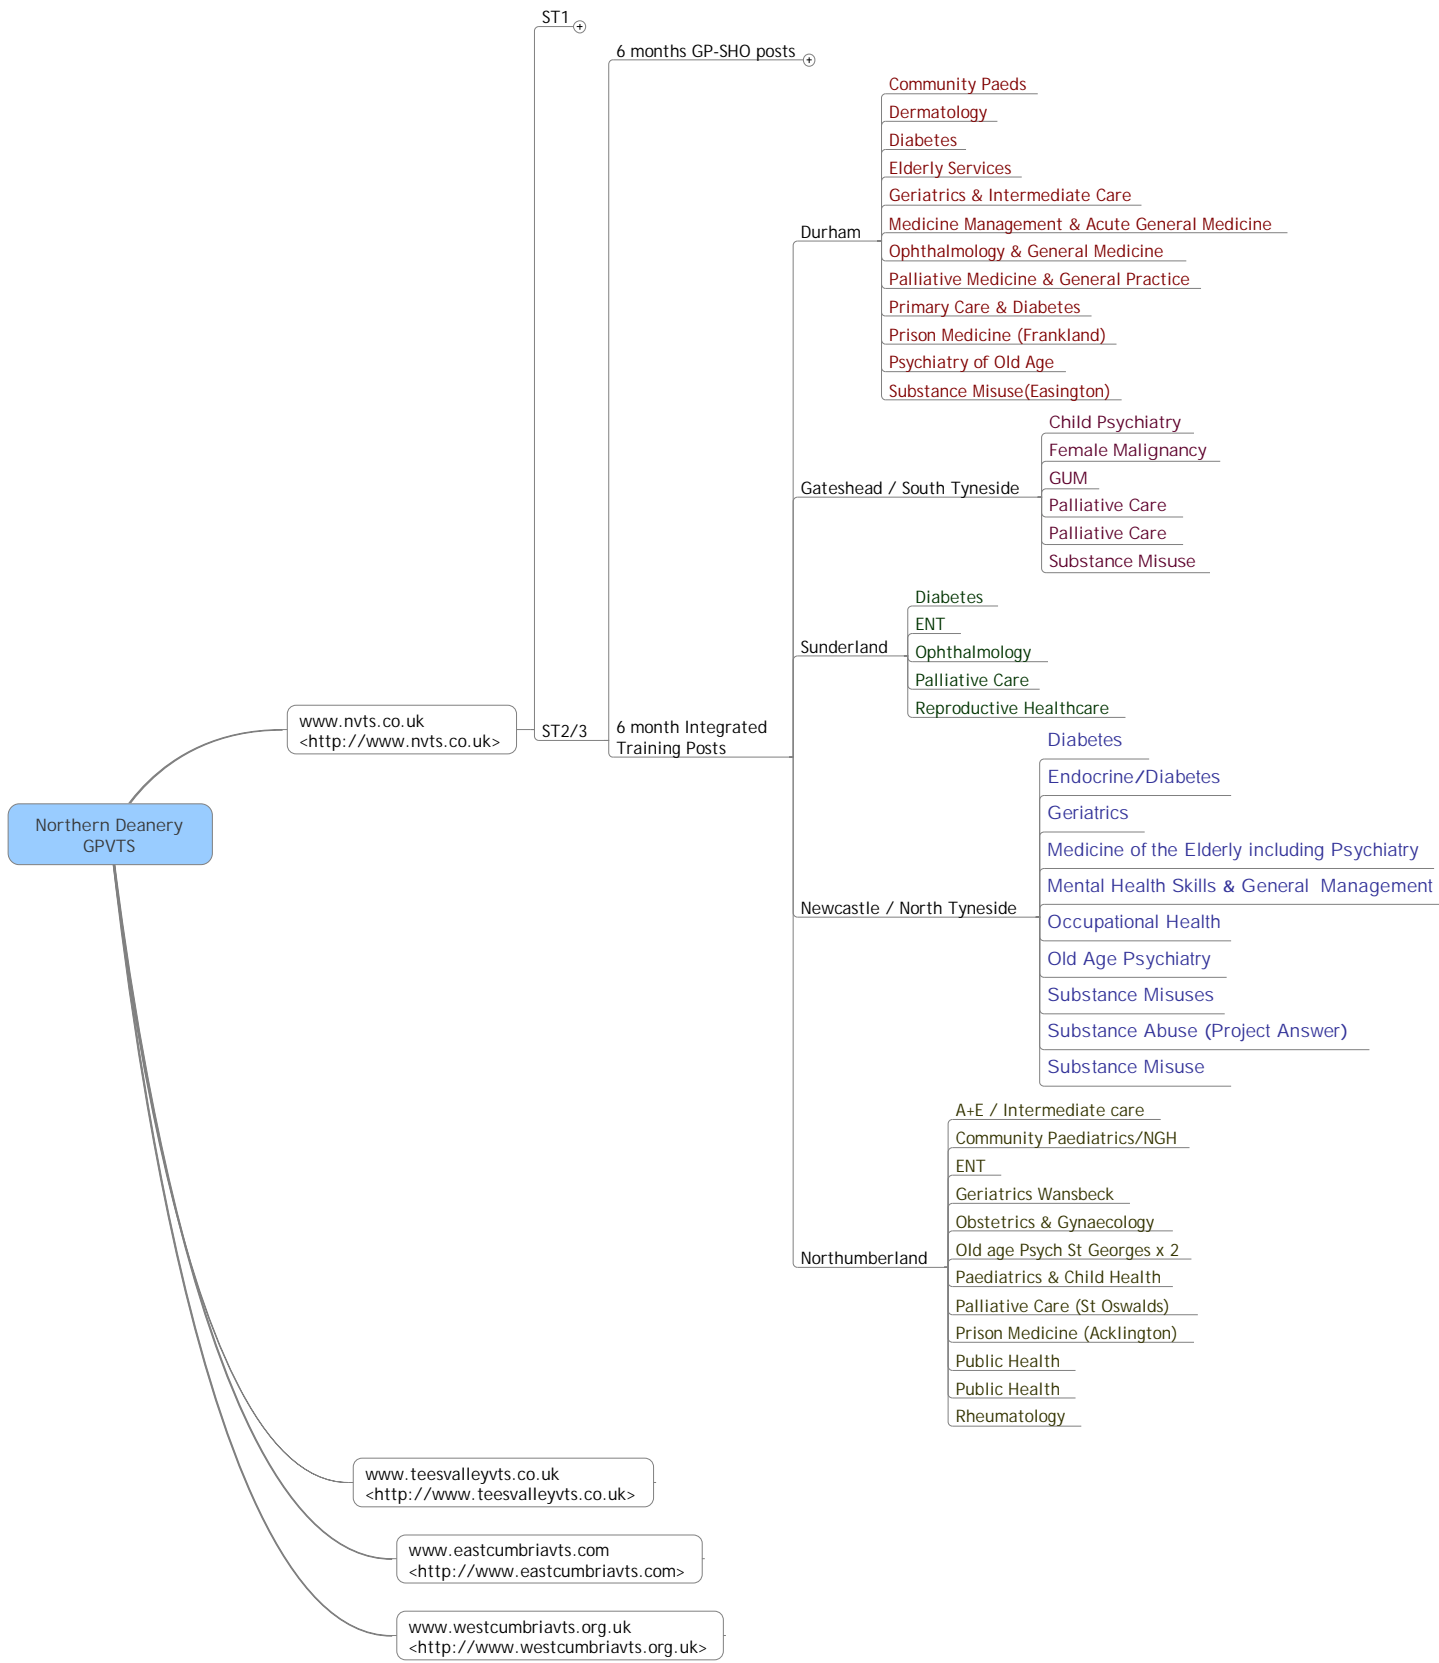 ST1
6 months GP-SHO posts
Community Paeds
Dermatology
Diabetes
Elderly Services
Geriatrics & Intermediate Care
Medicine Management & Acute General Medicine
Durham
Ophthalmology & General Medicine
Palliative Medicine & General Practice
Primary Care & Diabetes
Prison Medicine (Frankland)
Psychiatry of Old Age
Substance Misuse(Easington)
Child Psychiatry
Female Malignancy
GUM
Gateshead / South Tyneside
Palliative Care
Palliative Care
Substance Misuse
Diabetes
ENT
Sunderland
Ophthalmology
Palliative Care
Reproductive Healthcare
www.nvts.co.uk
<http://www.nvts.co.uk>
ST2/3
6 month Integrated
Training Posts
Diabetes
Endocrine/Diabetes
Geriatrics
Medicine of the Elderly including Psychiatry
Mental Health Skills & General  Management
Newcastle / North Tyneside
Occupational Health
Old Age Psychiatry
Substance Misuses
Substance Abuse (Project Answer)
Substance Misuse
Northern Deanery
GPVTS
A+E / Intermediate care
Community Paediatrics/NGH
ENT
Geriatrics Wansbeck
Obstetrics & Gynaecology
Old age Psych St Georges x 2
Northumberland
Paediatrics & Child Health
Palliative Care (St Oswalds)
Prison Medicine (Acklington)
Public Health
Public Health
Rheumatology
www.teesvalleyvts.co.uk
<http://www.teesvalleyvts.co.uk>
www.eastcumbriavts.com
<http://www.eastcumbriavts.com>
www.westcumbriavts.org.uk
<http://www.westcumbriavts.org.uk>